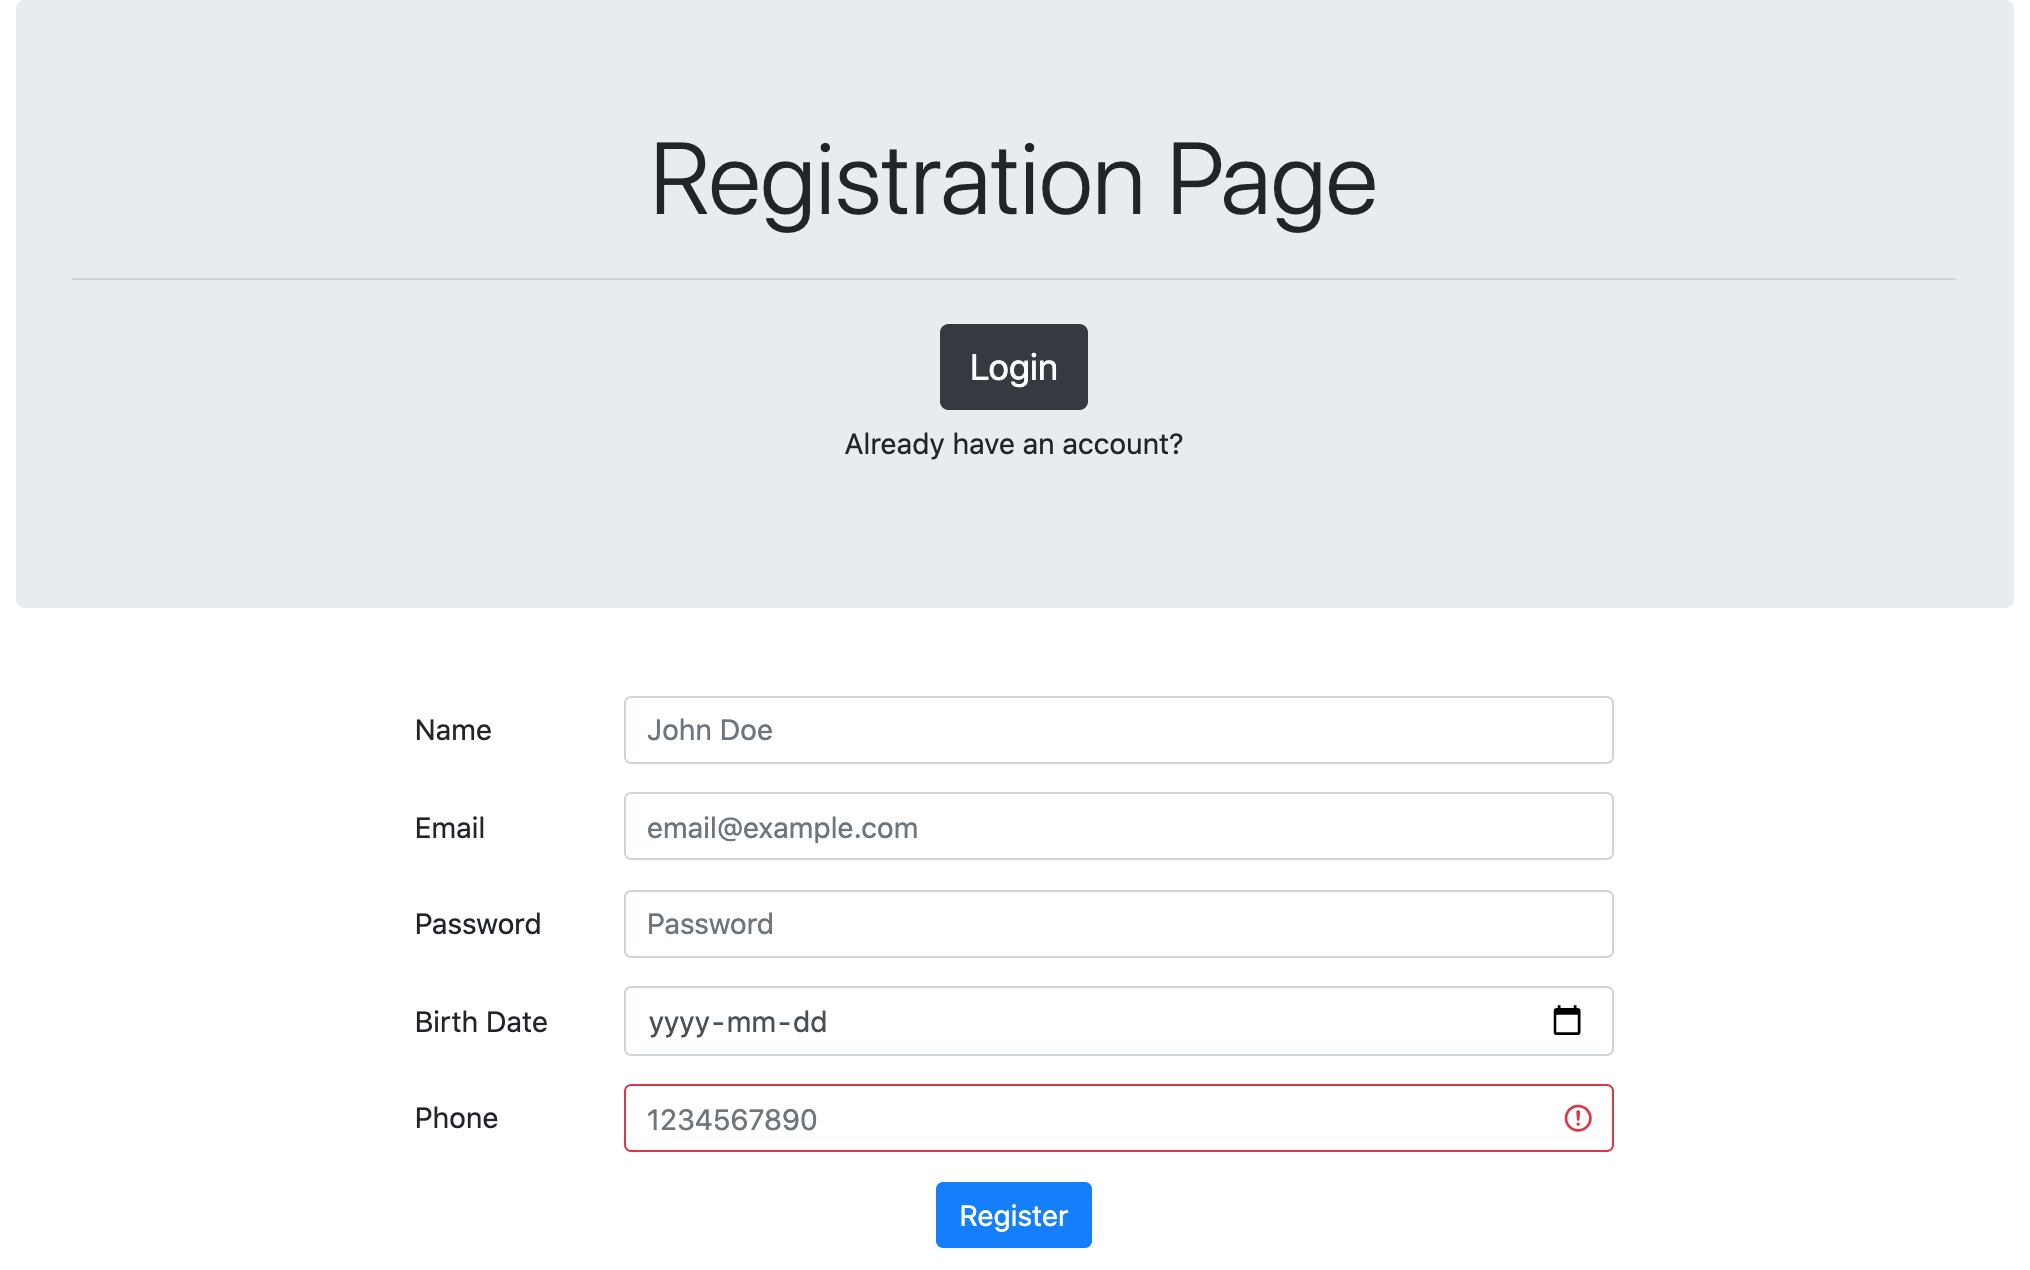 Registration Page
Login
Already have an account?
Name
John Doe
Email
email@example.com
Password
Password
Birth Date
yyyy-mm-dd
Phone
1234567890
Register